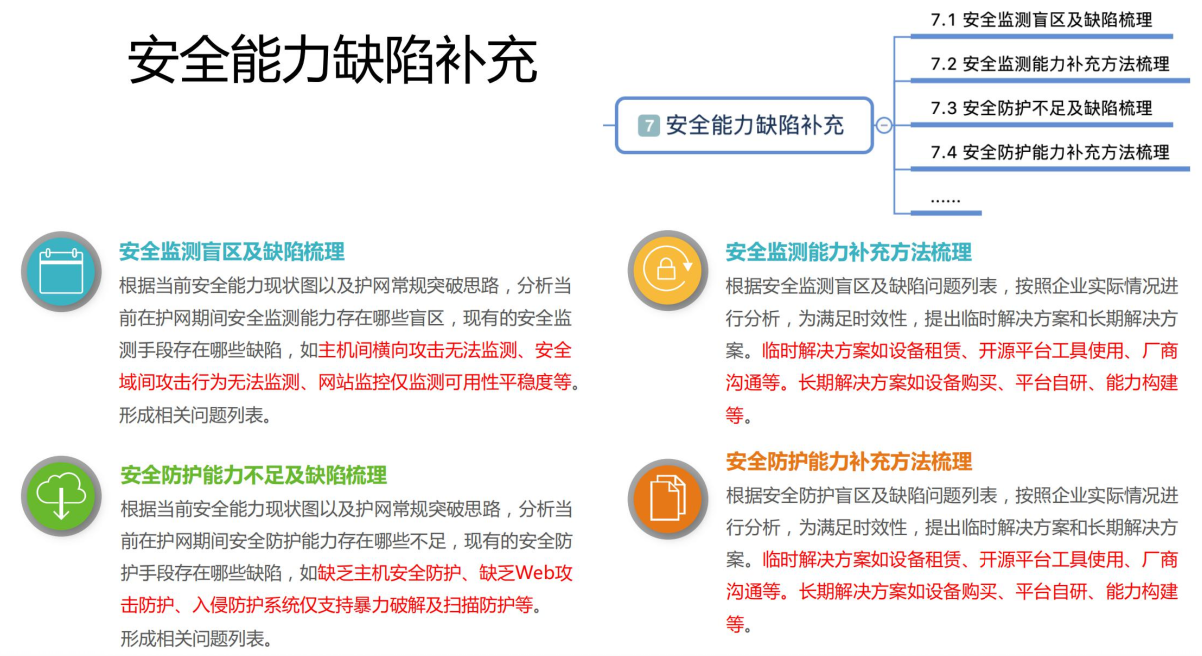 安全能力缺陷补充
7 安全能力缺陷补充
7.1 安全监测盲区及缺陷梳理
7.2 安全监测能力补充方法梳理
7.3 安全防护不足及缺陷梳理
7.4 安全防护能力补充方法梳理
......
安全监测盲区及缺陷梳理
根据当前安全能力现状图以及护网常规突破思路，分析当
前在护网期间安全监测能力存在哪些盲区，现有的安全监
测手段存在哪些缺陷，如主机间横向攻击无法监测、安全
域间攻击行为无法监测、网站监控仅监测可用性平稳度等。
形成相关问题列表。
安全监测能力补充方法梳理
根据安全监测盲区及缺陷问题列表，按照企业实际情况进
行分析，为满足时效性，提出临时解决方案和长期解决方
案。临时解决方案如设备租赁、开源平台工具使用、厂商
沟通等。长期解决方案如设备购买、平台自研、能力构建
等。
安全防护能力不足及缺陷梳理
根据当前安全能力现状图以及护网常规突破思路，分析当
前在护网期间安全防护能力存在哪些不足，现有的安全防
护手段存在哪些缺陷，如缺乏主机安全防护、缺乏Web攻
击防护、入侵防护系统仅支持暴力破解及扫描防护等。
形成相关问题列表。
安全防护能力补充方法梳理
根据安全防护盲区及缺陷问题列表，按照企业实际情况进
行分析，为满足时效性，提出临时解决方案和长期解决方
案。临时解决方案如设备租赁、开源平台工具使用、厂商
沟通等。长期解决方案如设备购买、平台自研、能力构建
等。